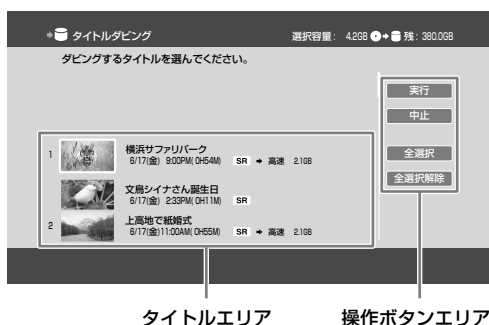 タイトルダビング
選択容量: 4.2GB 残: 380.0GB
ダビングするタイトルを選んでください。
実行
中止
全選択
全選択解除
1
横浜サファリパーク
6/17(金) 9:00PM( 0H54M) SR 高速 2.1GB
文鳥シイナさん誕生日
6/17(金) 2:33PM( 0H11M) SR
2
上高地で紙婚式
6/17(金)11:00AM( 0H55M) SR 高速 2.1GB
タイトルエリア
操作ボタンエリア